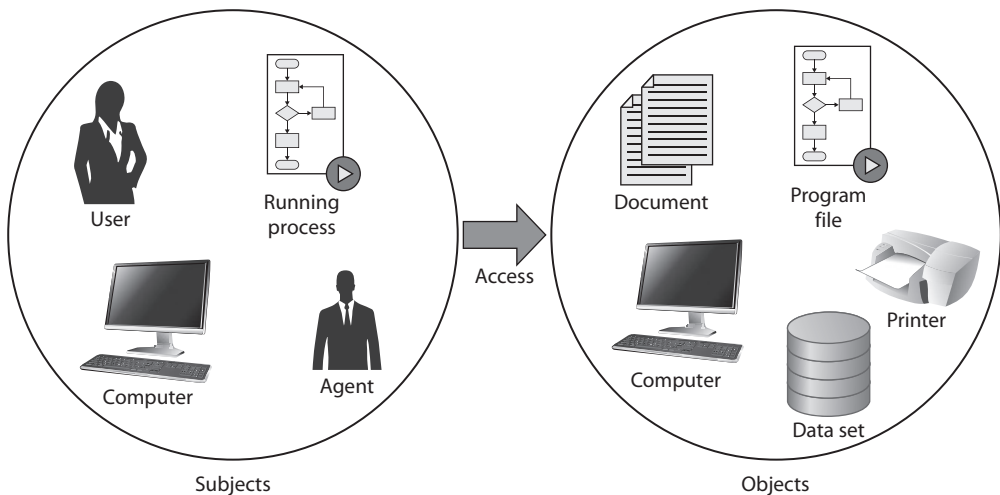 User
Running
process
Computer
Agent
Subjects
Access
Document
Program
file
Computer
Printer
Data set
Objects